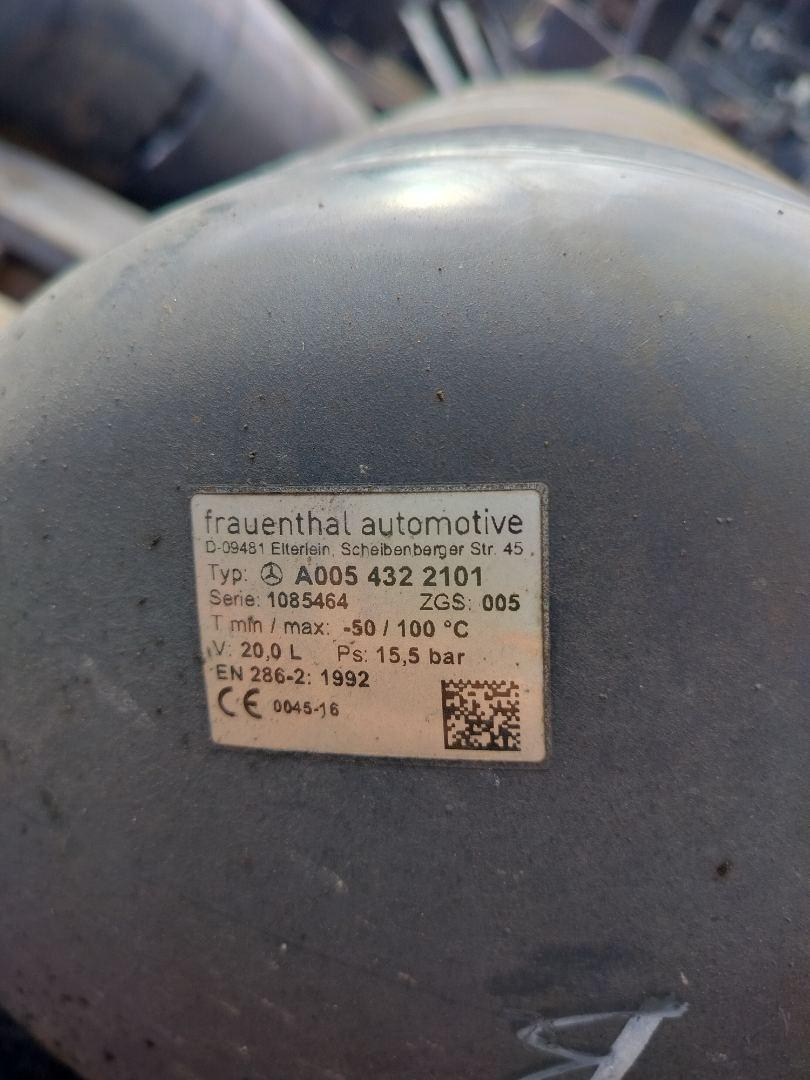 frauenthal automotive
D-09481 Elterlein, Scheibenberger Str. 45
Typ: A005 432 2101
Serie: 1085464 ZGS: 005
T min / max: -50 / 100 °C
V: 20,0 L Ps: 15,5 bar
EN 286-2: 1992
CE 0045-16